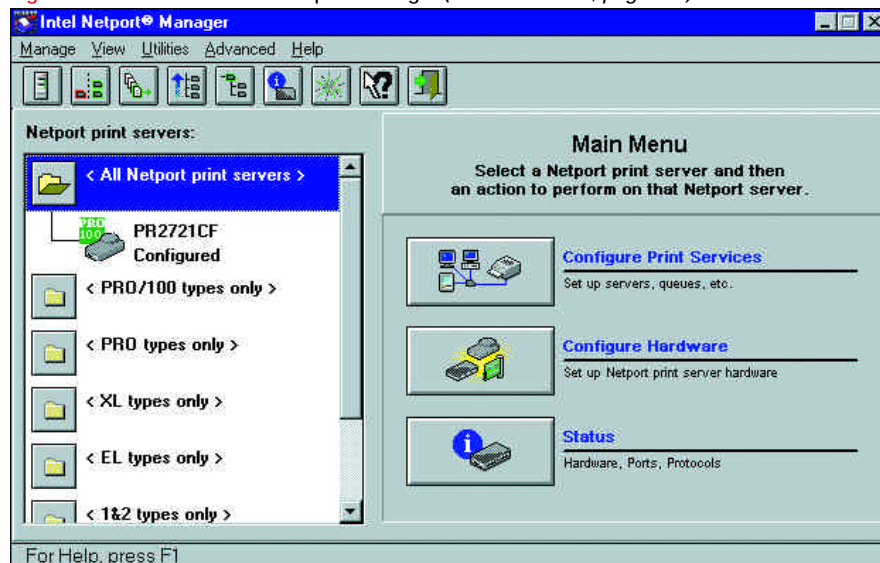 Intel Netport® Manager
Manage View Utilities Advanced Help
Netport print servers:
< All Netport print servers >
PRO
100
PR2721CF
Configured
< PRO/100 types only >
< PRO types only >
< XL types only >
< EL types only >
< 1&2 types only >
Main Menu
Select a Netport print server and then
an action to perform on that Netport server.
Configure Print Services
Set up servers, queues, etc.
Configure Hardware
Set up Netport print server hardware
Status
Hardware, Ports, Protocols
For Help, press F1